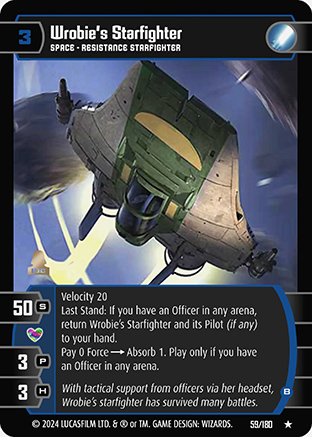 3 Wrobie's Starfighter
SPACE - RESISTANCE STARFIGHTER
50 S
Velocity 20
Last Stand: If you have an Officer in any arena,
return Wrobie's Starfighter and its Pilot (if any)
to your hand.
3 P
Pay 0 Force → Absorb 1. Play only if you have
an Officer in any arena.
3 H
With tactical support from officers via her headset,
Wrobie's starfighter has survived many battles.
B
© 2024 LUCASFILM LTD. & ® or TM. GAME DESIGN: WIZARDS. 59/180 ★